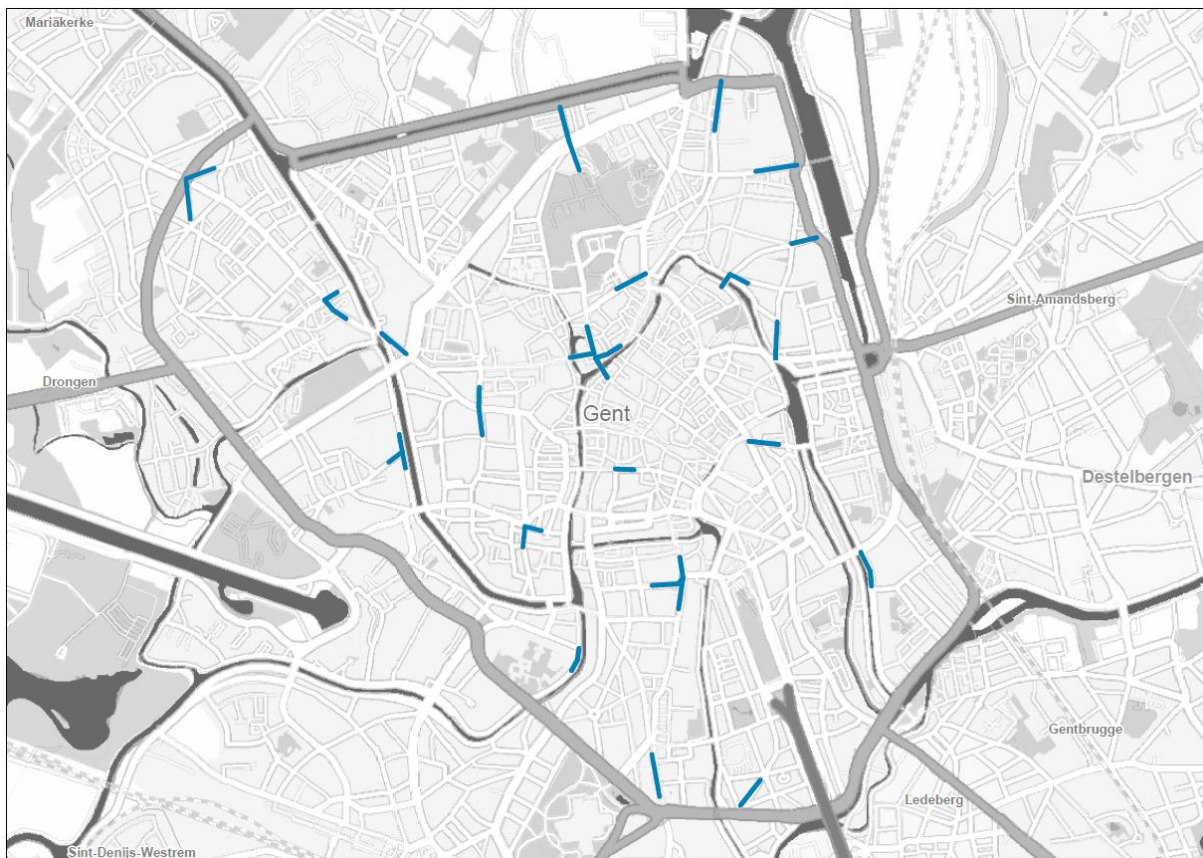 Mariakerke
Sint-Amandsberg
Drongen
Gent
Destelbergen
Gentbrugge
Ledeberg
Sint-Denijs-Westrem